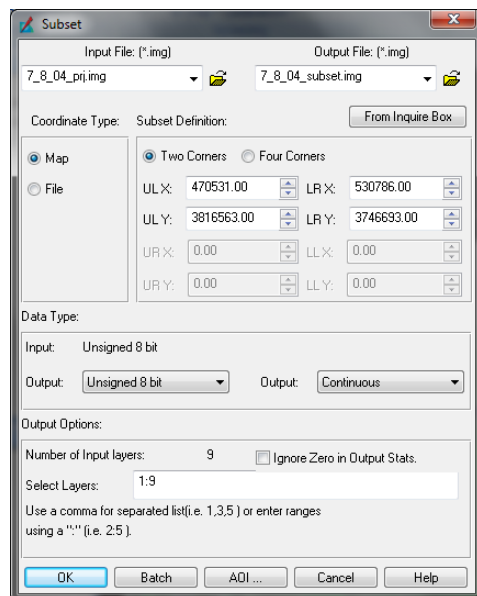 Subset
Input File: (*.img) Output File: (*.img)
7_8_04_prj.img 7_8_04_subset.img
Coordinate Type: Subset Definition: From Inquire Box
Map Two Corners Four Corners
File UL X: 470531.00 LR X: 530786.00
UL Y: 3816563.00 LR Y: 3746693.00
UR X: 0.00 LL X: 0.00
UR Y: 0.00 LL Y: 0.00
Data Type:
Input: Unsigned 8 bit
Output: Unsigned 8 bit Output: Continuous
Output Options:
Number of Input layers: 9 Ignore Zero in Output Stats.
Select Layers: 1:9
Use a comma for separated list(i.e. 1,3,5 ) or enter ranges
using a ":" (i.e. 2:5 ).
OK Batch AOI ... Cancel Help